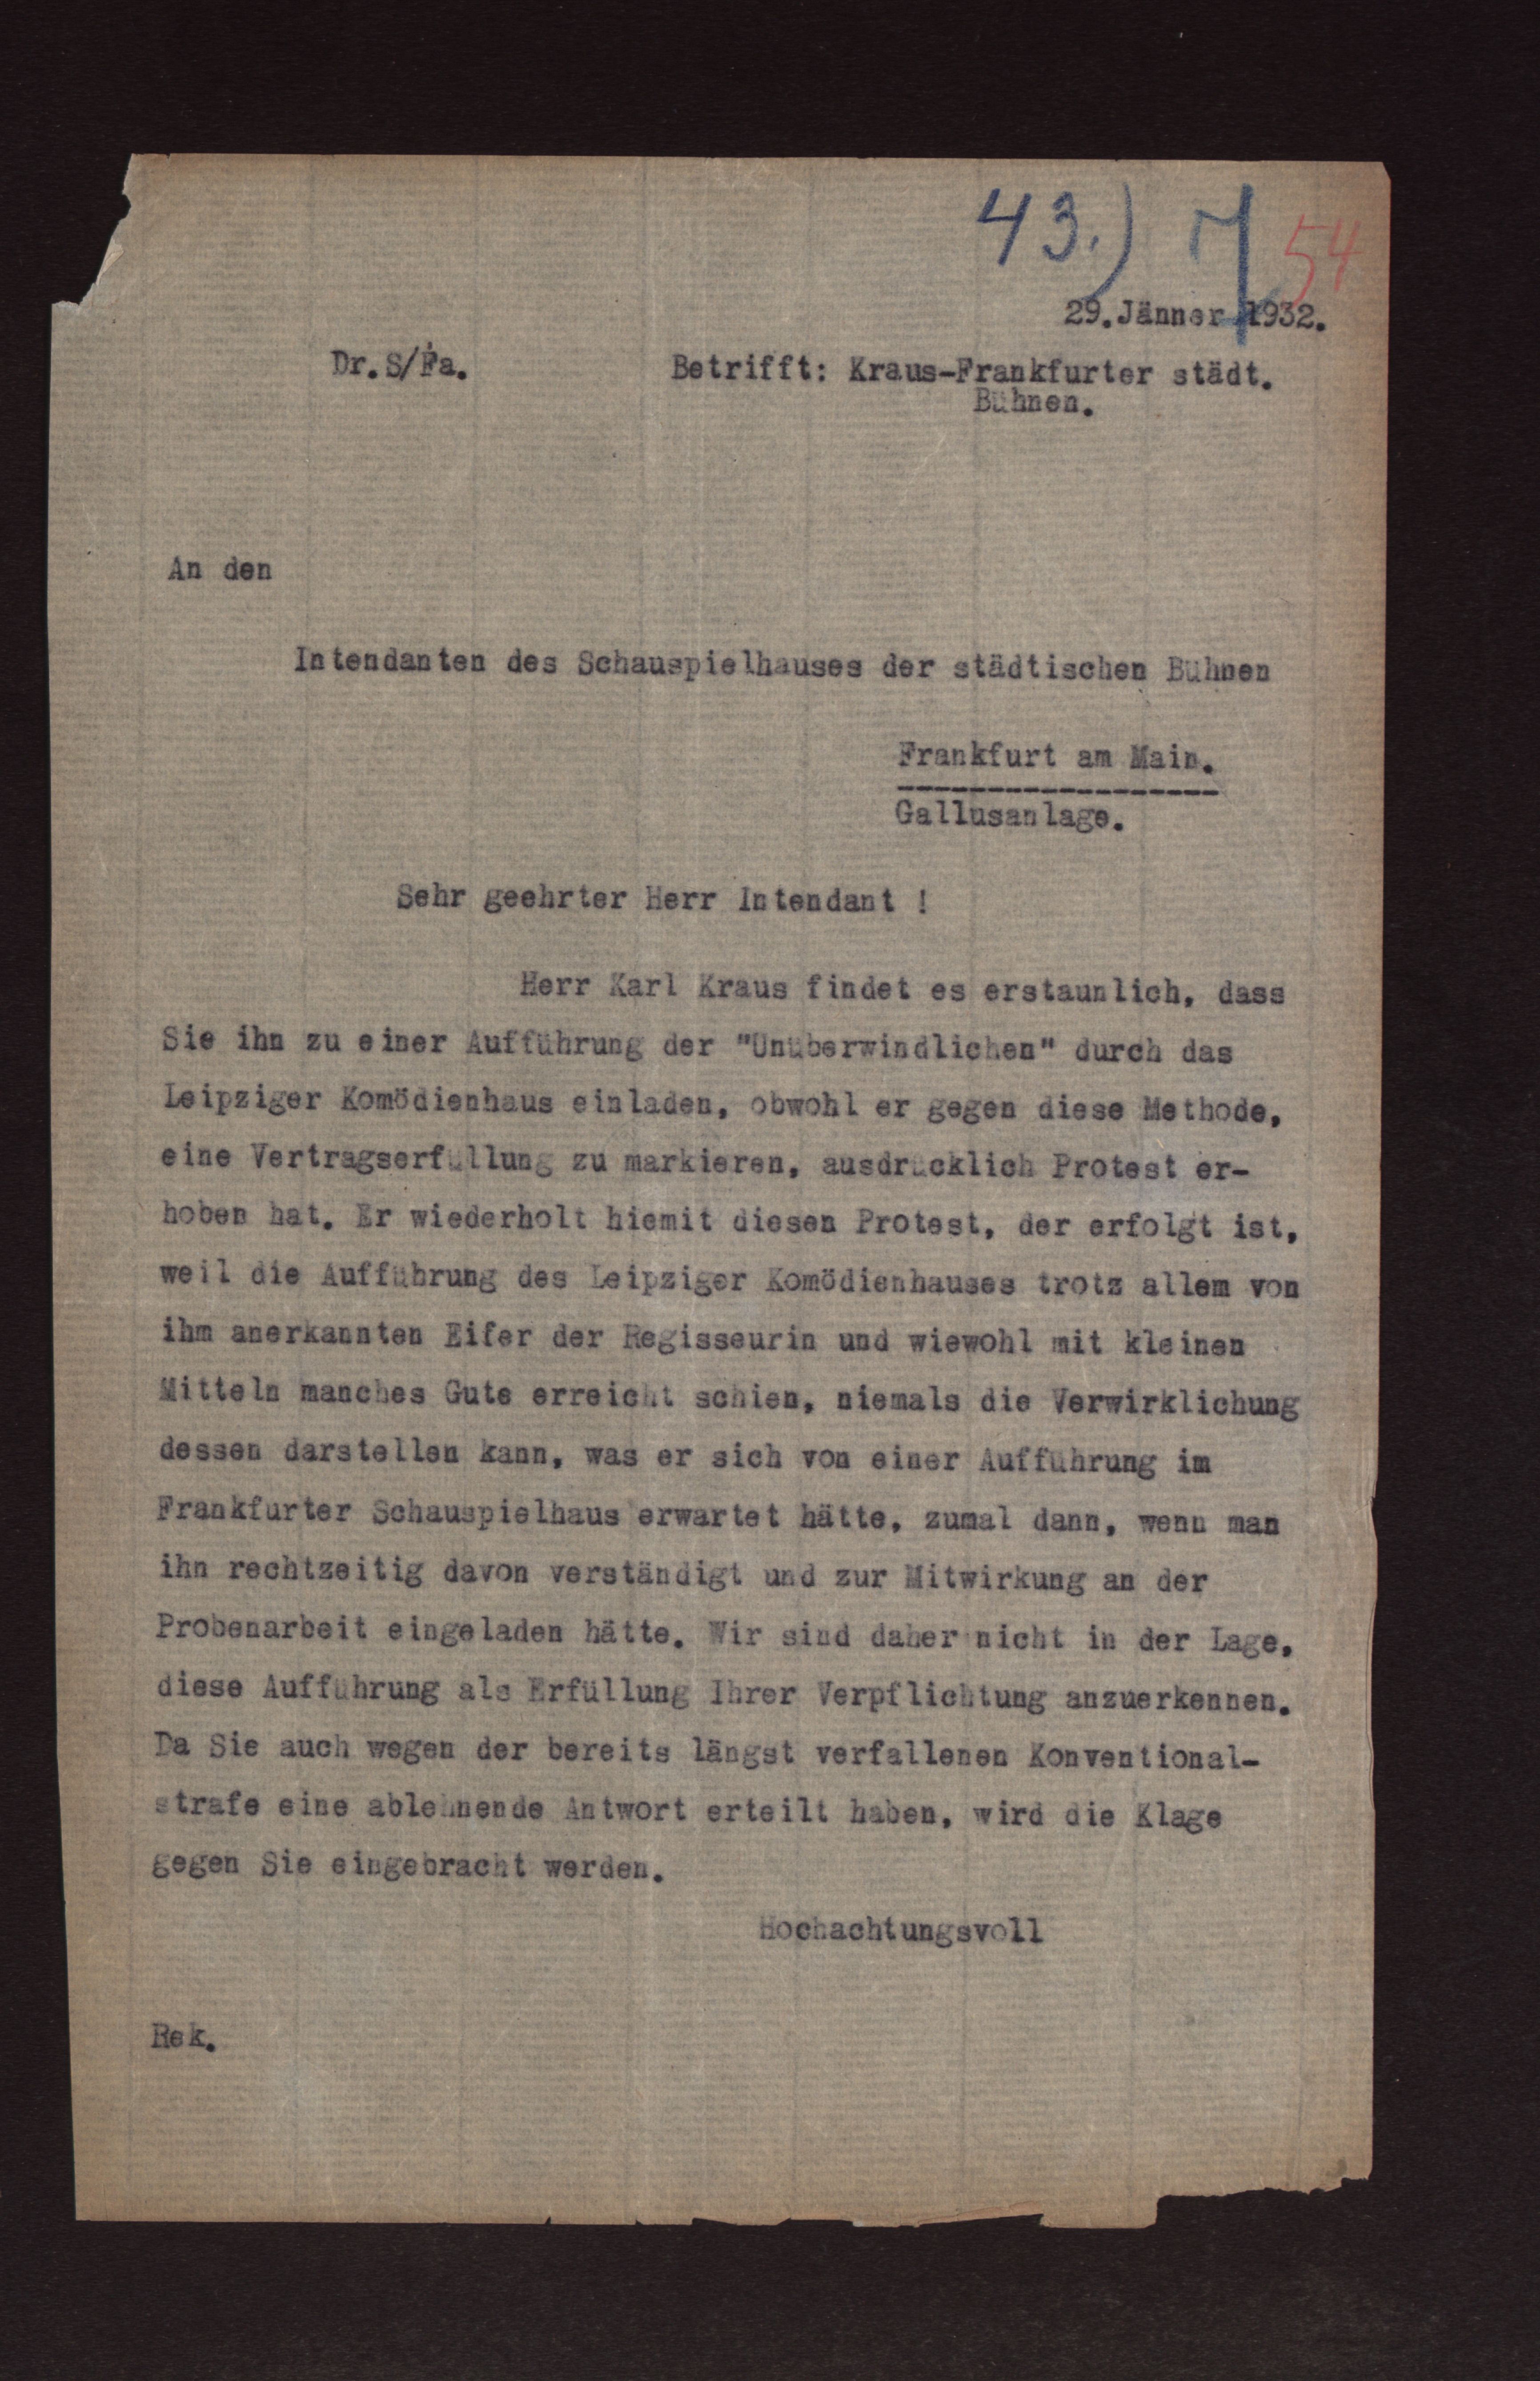 43.) 54
29.Jänner 1932.
Dr.S/Fa. Betrifft: Kraus-Frankfurter städt.
Bühnen.
An den
Intendanten des Schauspielhauses der städtischen Bühnen
Frankfurt am Main.
Gallusanlage.
Sehr geehrter Herr Intendant !
Herr Karl Kraus findet es erstaunlich, dass
Sie ihn zu einer Aufführung der "Unüberwindlichen" durch das
Leipziger Komödienhaus einladen, obwohl er gegen diese Methode,
eine Vertragserfüllung zu markieren, ausdrücklich Protest er-
hoben hat. Er wiederholt hiemit diesen Protest, der erfolgt ist,
weil die Aufführung des Leipziger Komödienhauses trotz allem von
ihm anerkannten Eifer der Regisseurin und wiewohl mit kleinen
Mitteln manches Gute erreicht schien, niemals die Verwirklichung
dessen darstellen kann, was er sich von einer Aufführung im
Frankfurter Schauspielhaus erwartet hätte, zumal dann, wenn man
ihn rechtzeitig davon verständigt und zur Mitwirkung an der
Probenarbeit eingeladen hätte. Wir sind daher nicht in der Lage,
diese Aufführung als Erfüllung Ihrer Verpflichtung anzuerkennen.
Da Sie auch wegen der bereits längst verfallenen Konventional-
strafe eine ablehnende Antwort erteilt haben, wird die Klage
gegen Sie eingebracht werden.
Hochachtungsvoll
Rek.